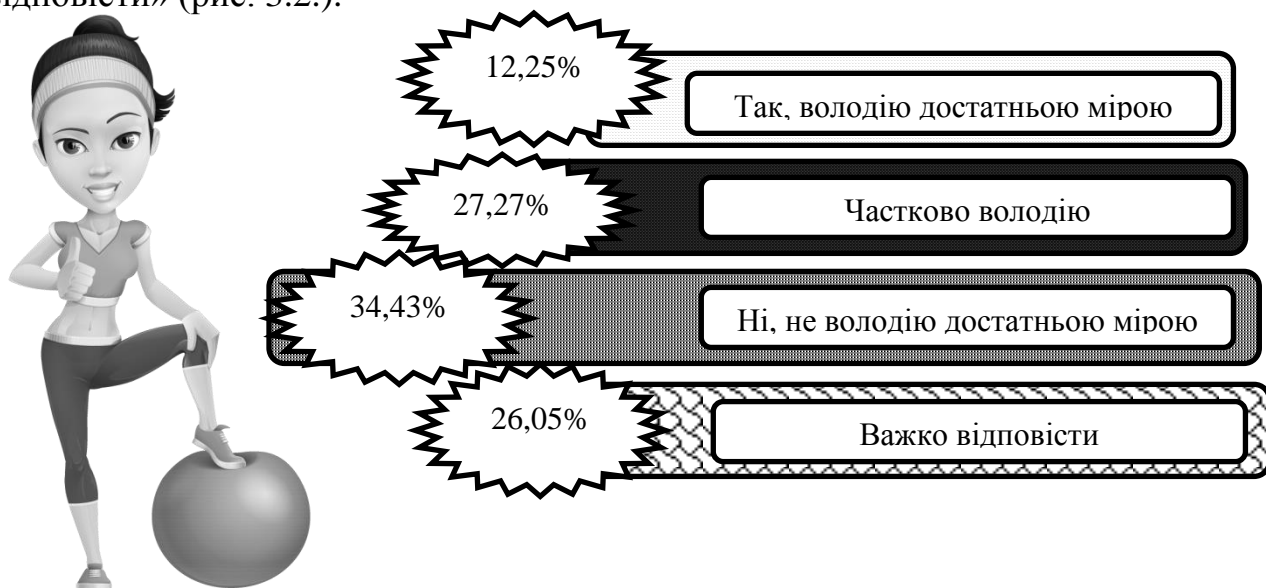 відповісти» (рис. 3.2.).
12,25%
Так, володію достатньою мірою
27,27%
Частково володію
34,43%
Ні, не володію достатньою мірою
26,05%
Важко відповісти